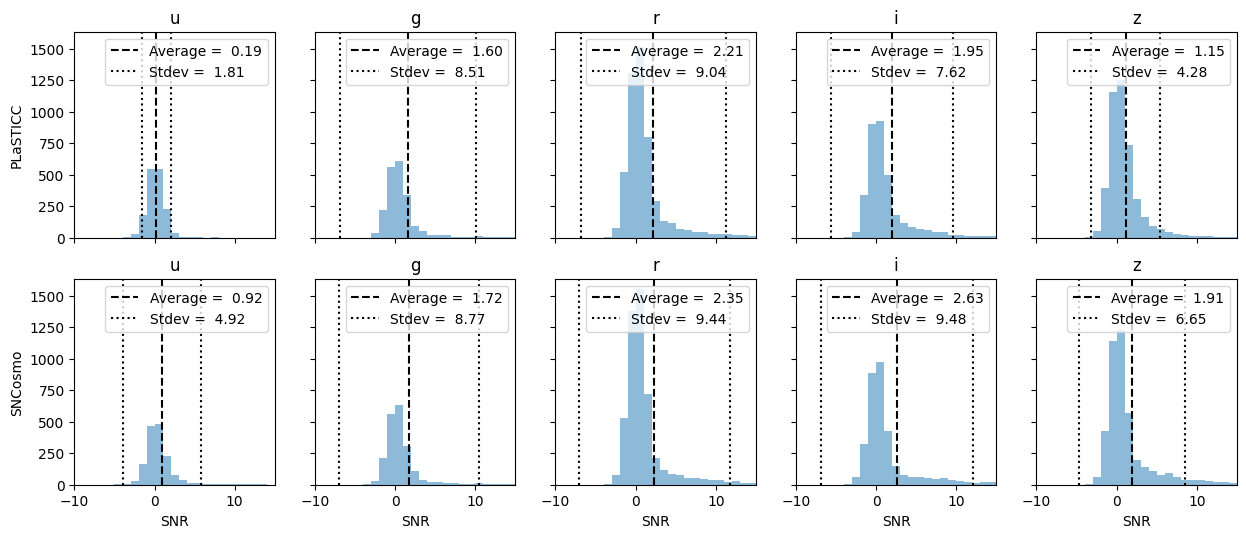 u
g
r
i
z
Average = 0.19
Stdev = 1.81
Average = 1.60
Stdev = 8.51
Average = 2.21
Stdev = 9.04
Average = 1.95
Stdev = 7.62
Average = 1.15
Stdev = 4.28
PLaSTICC
1500
1250
1000
750
500
250
0
10
u
g
r
i
z
Average = 0.92
Stdev = 4.92
Average = 1.72
Stdev = 8.77
Average = 2.35
Stdev = 9.44
Average = 2.63
Stdev = 9.48
Average = 1.91
Stdev = 6.65
SNCosmo
1500
1250
1000
750
500
250
0
−10 0 10
−10 0 10
−10 0 10
−10 0 10
−10 0 10
SNR
SNR
SNR
SNR
SNR